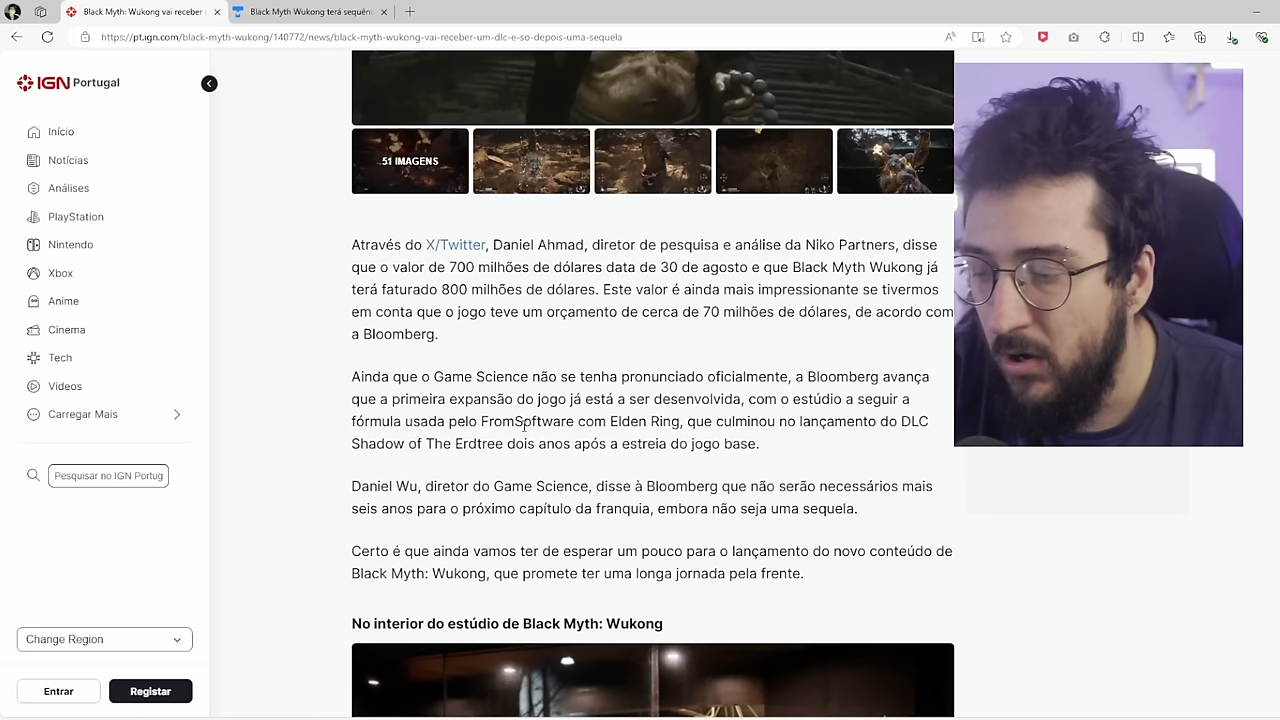 Black Myth: Wukong vai receber
Black Myth Wukong terá sequênc
https://pt.ign.com/black-myth-wukong/140772/news/black-myth-wukong-vai-receber-um-dlc-e-so-depois-uma-sequela
IGN Portugal
Início
Notícias
Análises
PlayStation
Nintendo
Xbox
Anime
Cinema
Tech
Videos
Carregar Mais
Pesquisar no IGN Portug
Change Region
Entrar
Registar
51 IMAGENS
Através do X/Twitter, Daniel Ahmad, diretor de pesquisa e análise da Niko Partners, disse
que o valor de 700 milhões de dólares data de 30 de agosto e que Black Myth Wukong já
terá faturado 800 milhões de dólares. Este valor é ainda mais impressionante se tivermos
em conta que o jogo teve um orçamento de cerca de 70 milhões de dólares, de acordo com
a Bloomberg.
Ainda que o Game Science não se tenha pronunciado oficialmente, a Bloomberg avança
que a primeira expansão do jogo já está a ser desenvolvida, com o estúdio a seguir a
fórmula usada pelo FromSoftware com Elden Ring, que culminou no lançamento do DLC
Shadow of The Erdtree dois anos após a estreia do jogo base.
Daniel Wu, diretor do Game Science, disse à Bloomberg que não serão necessários mais
seis anos para o próximo capítulo da franquia, embora não seja uma sequela.
Certo é que ainda vamos ter de esperar um pouco para o lançamento do novo conteúdo de
Black Myth: Wukong, que promete ter uma longa jornada pela frente.
No interior do estúdio de Black Myth: Wukong